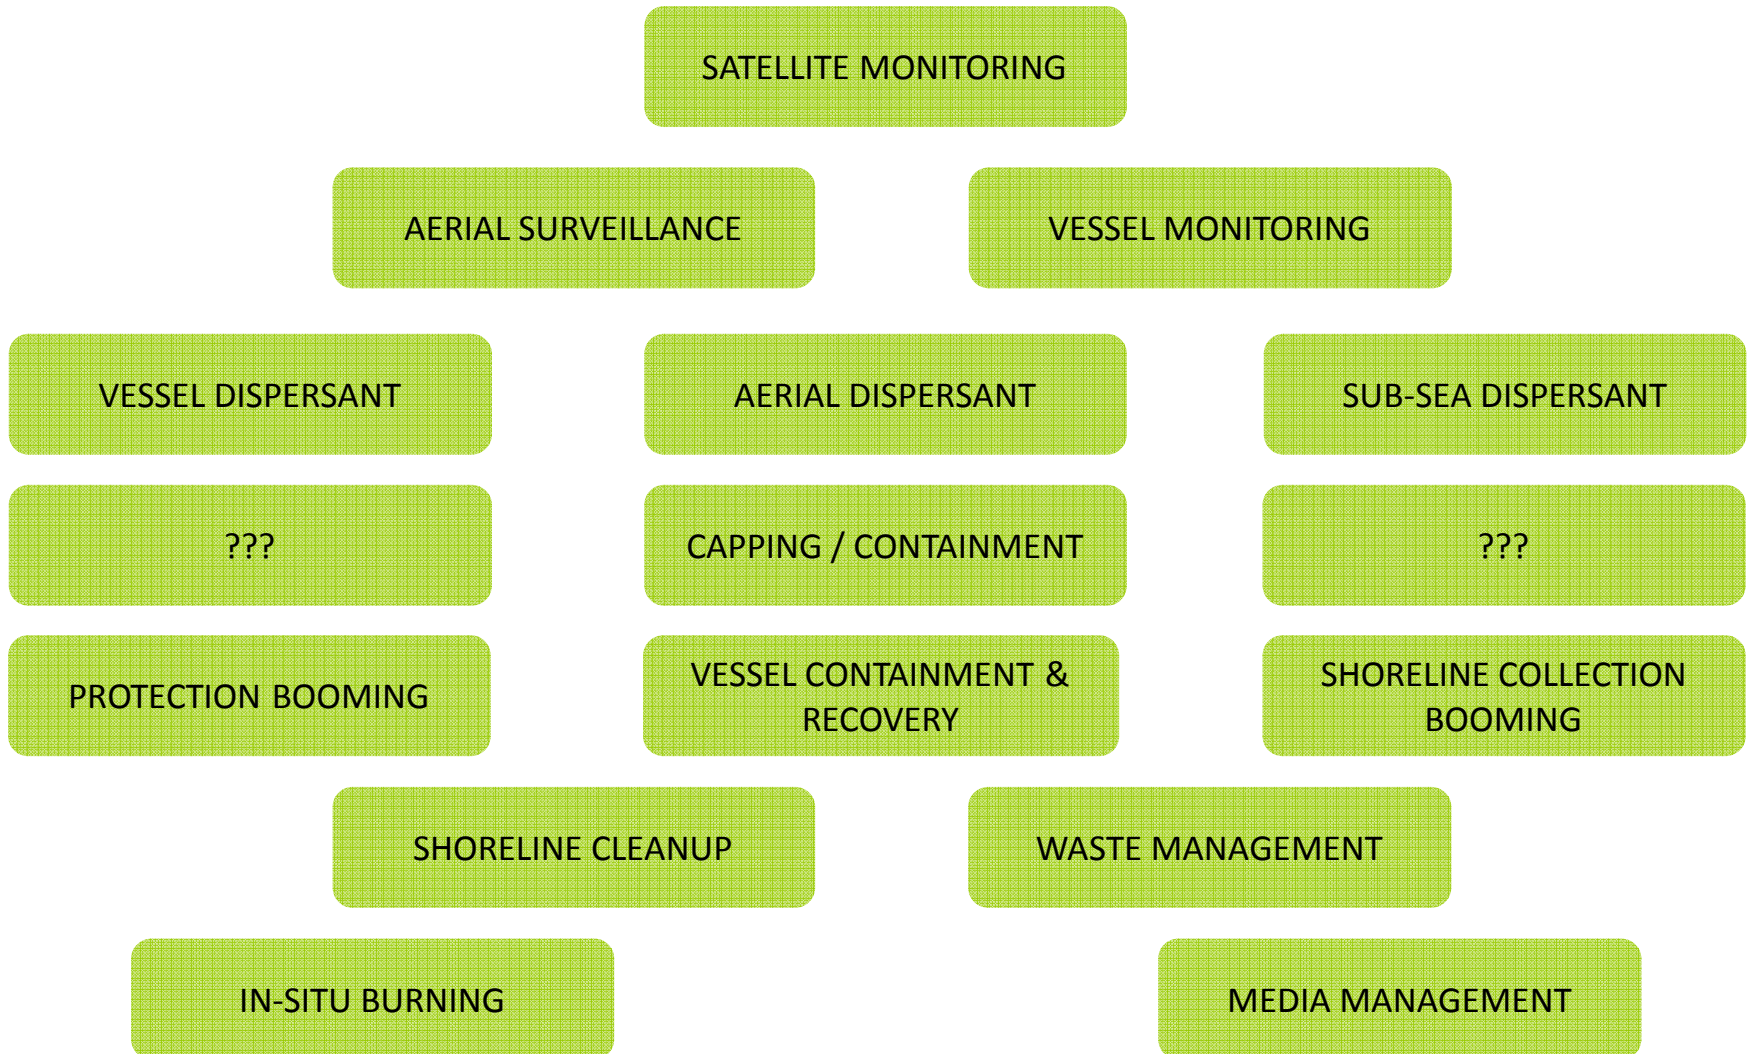 SATELLITE MONITORING
AERIAL SURVEILLANCE
VESSEL MONITORING
VESSEL DISPERSANT
AERIAL DISPERSANT
SUB-SEA DISPERSANT
???
CAPPING / CONTAINMENT
???
PROTECTION BOOMING
VESSEL CONTAINMENT &
RECOVERY
SHORELINE COLLECTION
BOOMING
SHORELINE CLEANUP
WASTE MANAGEMENT
IN-SITU BURNING
MEDIA MANAGEMENT